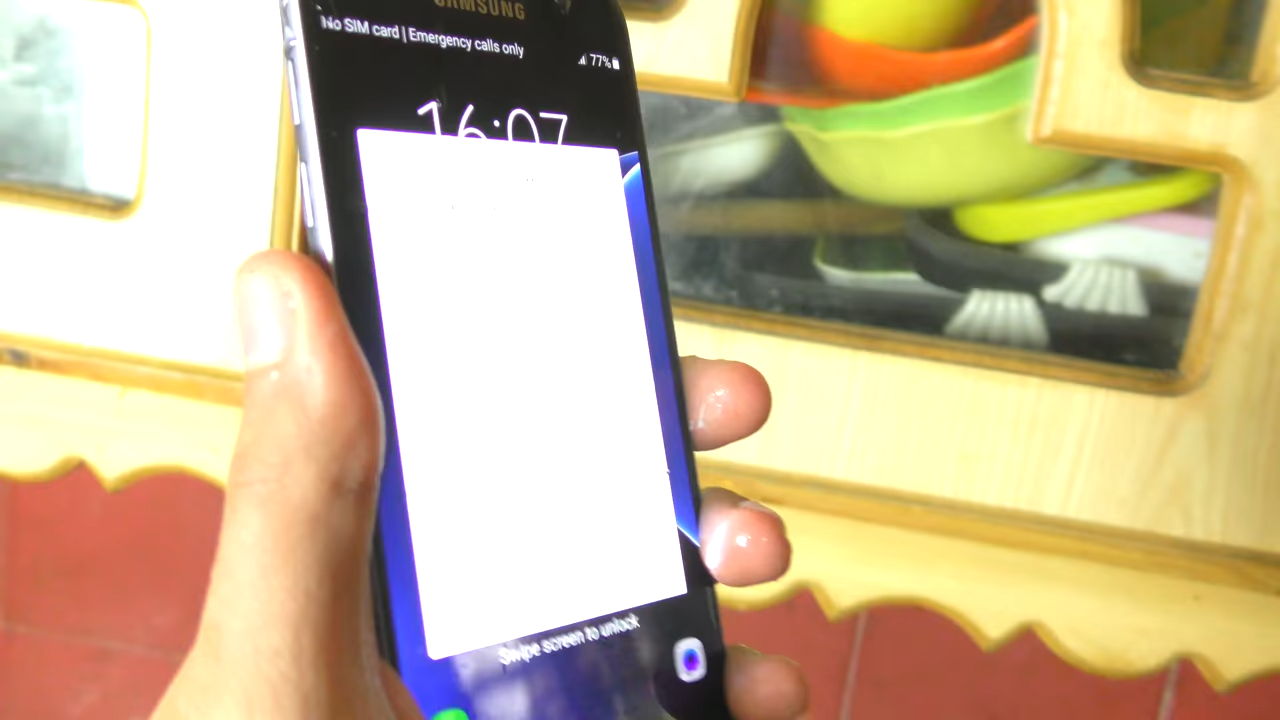 SAMSUNG
No SIM card | Emergency calls only
77%
16:07
Swipe screen to unlock